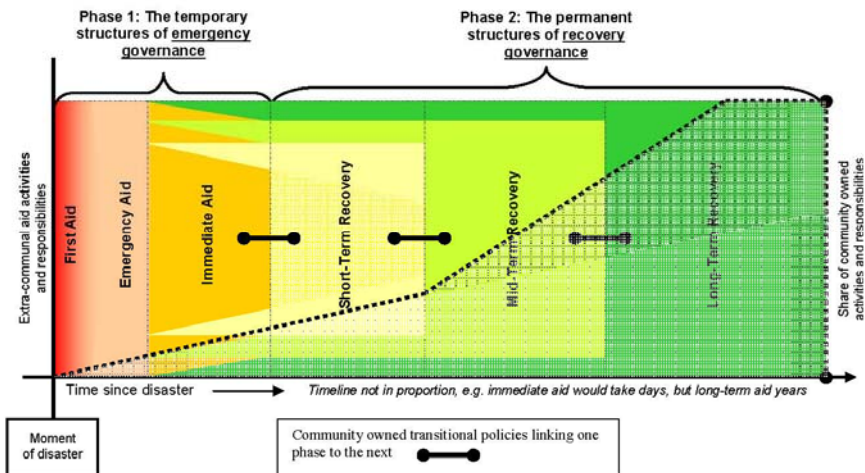 Phase 1: The temporary
structures of emergency
governance
Phase 2: The permanent
structures of recovery
governance
Extra-communal aid activities
and responsibilities
First Aid
Emergency Aid
Immediate Aid
Short-Term Recovery
Mid-Term Recovery
Long-Term Recovery
Share of community owned
activities and responsibilities
Time since disaster
Timeline not in proportion, e.g. immediate aid would take days, but long-term aid years
Moment
of disaster
Community owned transitional policies linking one
phase to the next